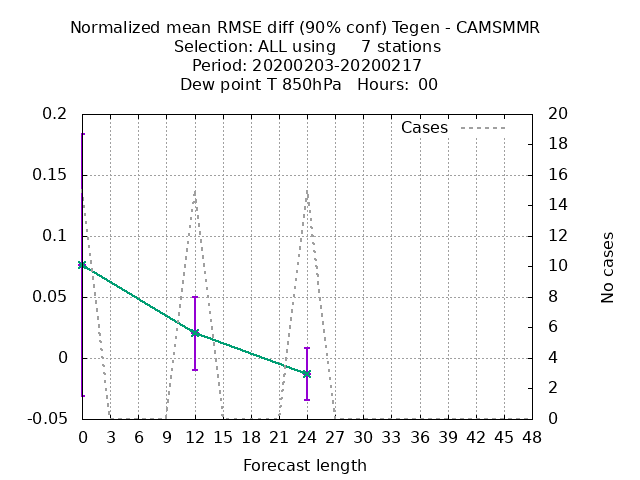 Normalized mean RMSE diff (90% conf) Tegen - CAMSMMR
Selection: ALL using     7 stations
Period: 20200203-20200217
Dew point T 850hPa   Hours:  00
Cases
0.2
0.15
0.1
0.05
0
-0.05
20
18
16
14
12
10
8
6
4
2
0
No cases
0 3 6 9 12 15 18 21 24 27 30 33 36 39 42 45 48
Forecast length